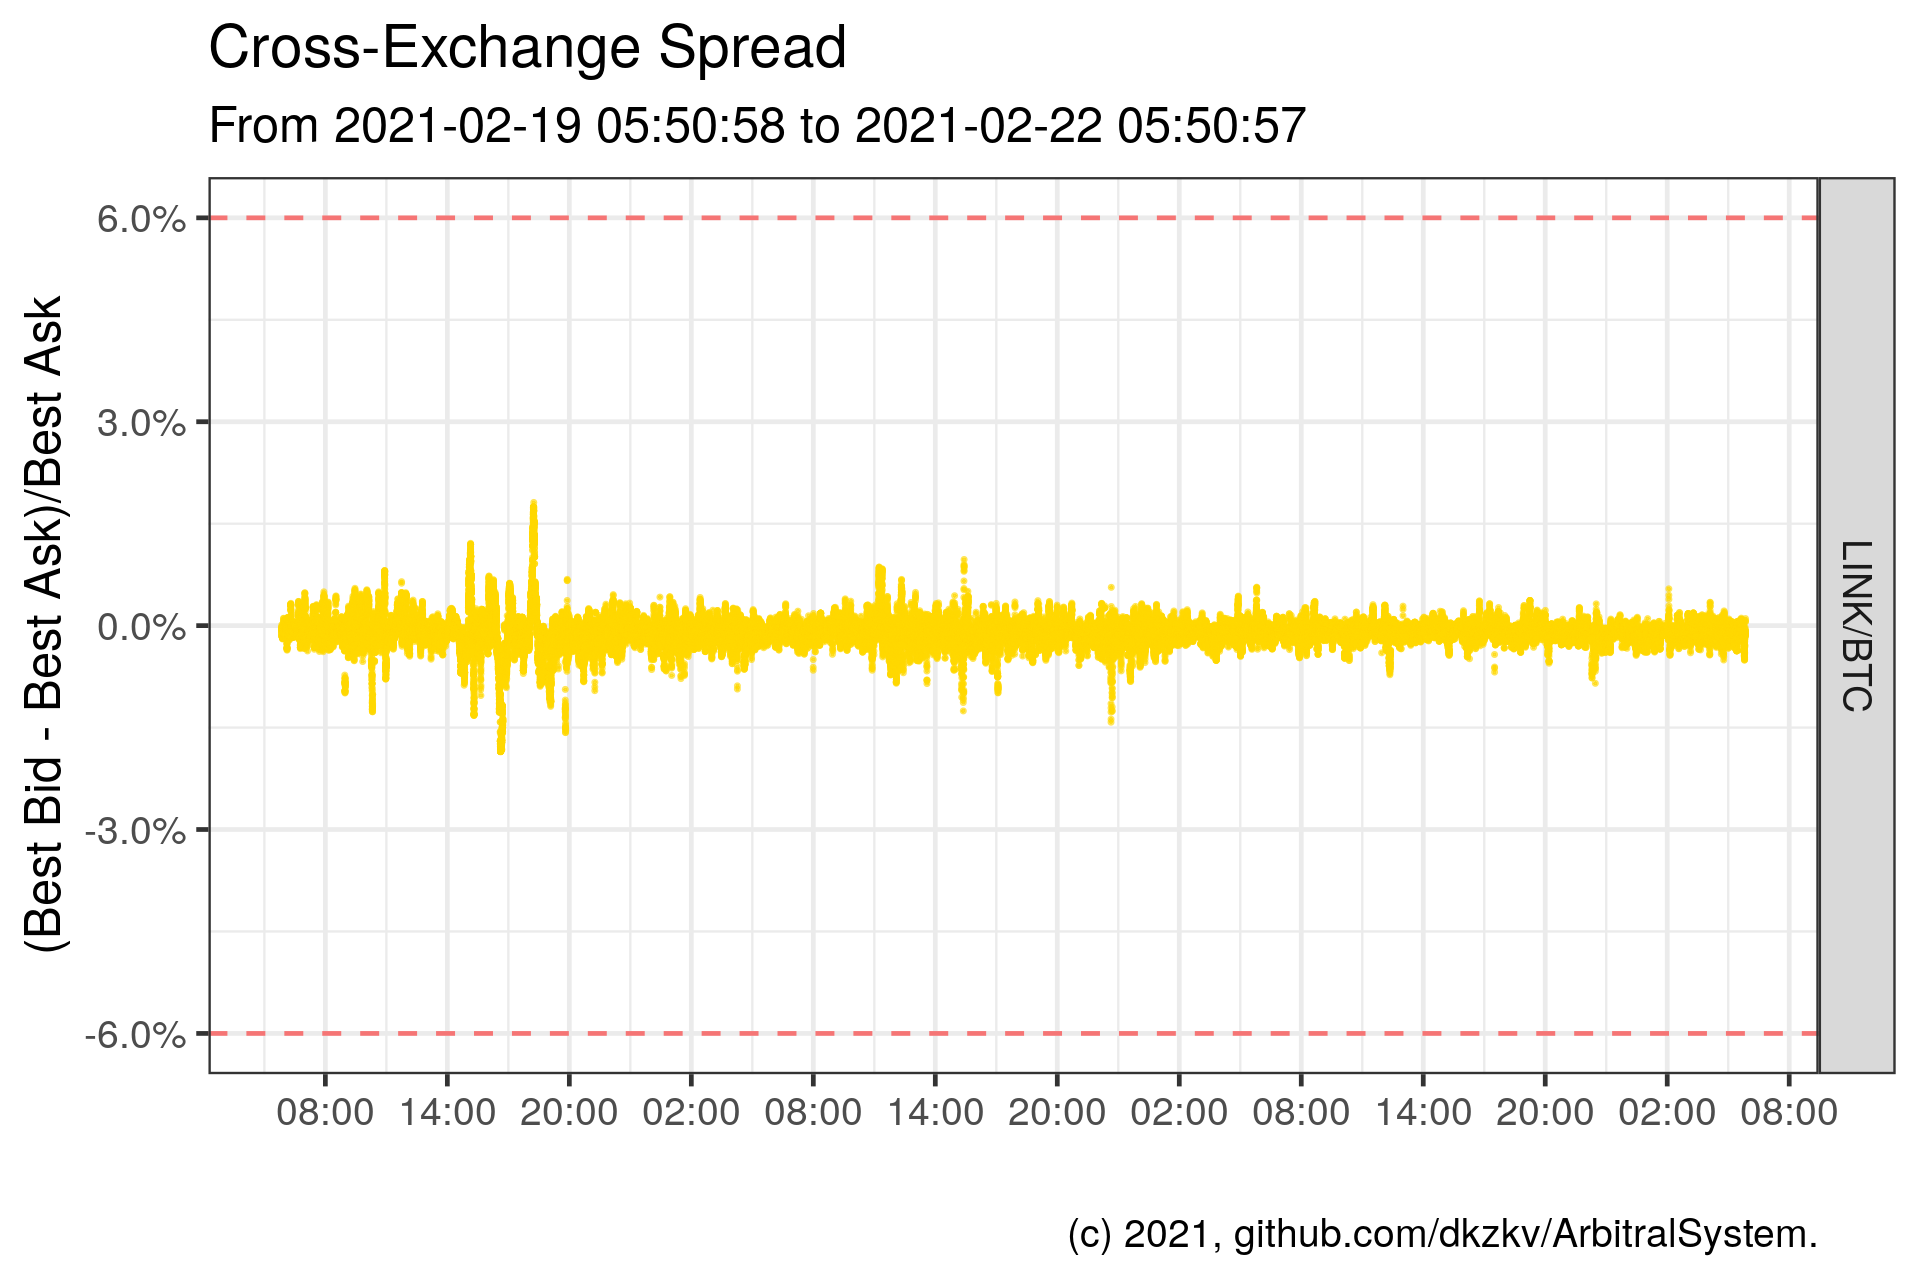 Cross-Exchange Spread
From 2021-02-19 05:50:58 to 2021-02-22 05:50:57
(Best Bid - Best Ask)/Best Ask
6.0%
3.0%
0.0%
-3.0%
-6.0%
LINK/BTC
08:00 14:00 20:00 02:00 08:00 14:00 20:00 02:00 08:00 14:00 20:00 02:00 08:00
(c) 2021, github.com/dkzkv/ArbitralSystem.